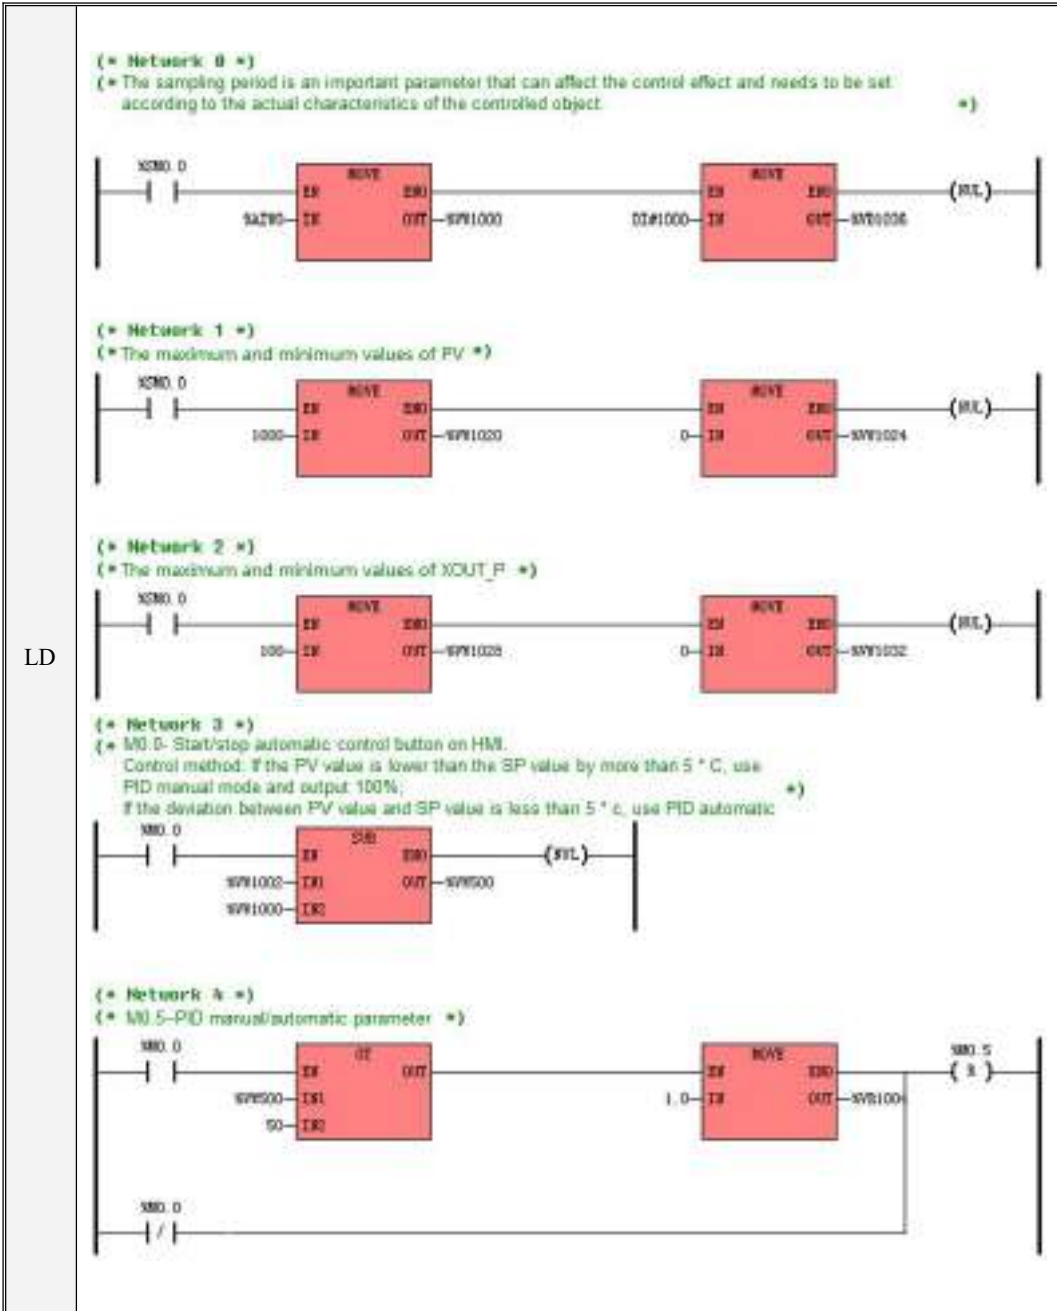 (* Network 0 *)
(* The sampling period is an important parameter that can affect the control effect and needs to be set
according to the actual characteristics of the controlled object. *)
%SM0.0
MOVE MOVE
EN ENO EN ENO (NUL)
%AIW0 IN OUT %VW1000 DI#1000 IN OUT %VD1036
(* Network 1 *)
(* The maximum and minimum values of PV *)
%SM0.0
MOVE MOVE
EN ENO EN ENO (NUL)
1000 IN OUT %VW1020 0 IN OUT %VW1024
(* Network 2 *)
(* The maximum and minimum values of XOUT_P *)
%SM0.0
MOVE MOVE
EN ENO EN ENO (NUL)
LD
100 IN OUT %VW1028 0 IN OUT %VW1032
(* Network 3 *)
(* M0.0- Start/stop automatic control button on HMI.
Control method: If the PV value is lower than the SP value by more than 5 ° C, use
PID manual mode and output 100%; *)
If the deviation between PV value and SP value is less than 5 ° c, use PID automatic
%M0.0
SUB
EN ENO (NUL)
%VW1002 IN1 OUT %VW500
%VW1000 IN2
(* Network 4 *)
(* M0.5--PID manual/automatic parameter *)
%M0.0 GT MOVE %M0.5
EN OUT EN ENO ( R )
%VW500 IN1 1.0 IN OUT %VR100
50 IN2
%M0.0
/